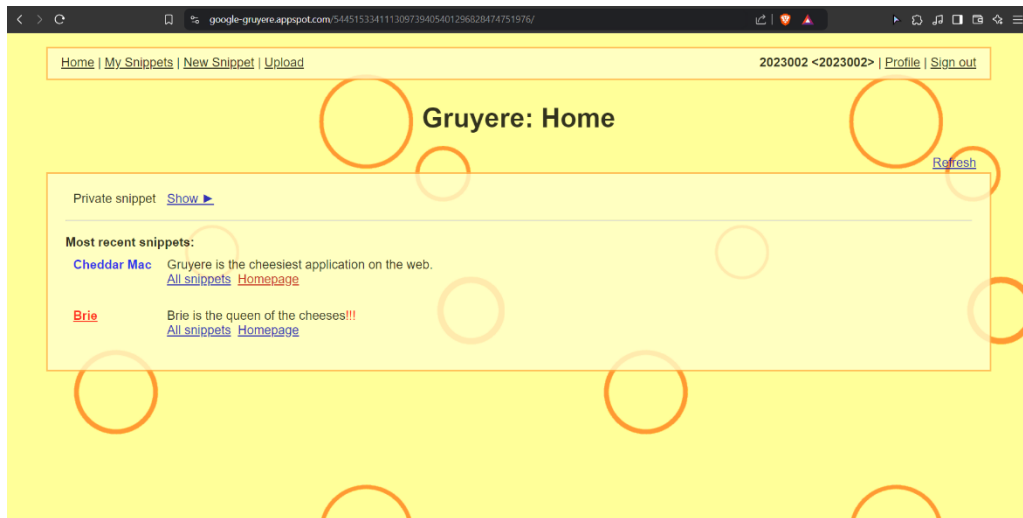 google-gruyere.appspot.com/544515334111309739405401296828474751976/
Home | My Snippets | New Snippet | Upload
2023002 <2023002> | Profile | Sign out
Gruyere: Home
Refresh
Private snippet Show ►
Most recent snippets:
Cheddar Mac Gruyere is the cheesiest application on the web.
All snippets Homepage
Brie Brie is the queen of the cheeses!!!
All snippets Homepage